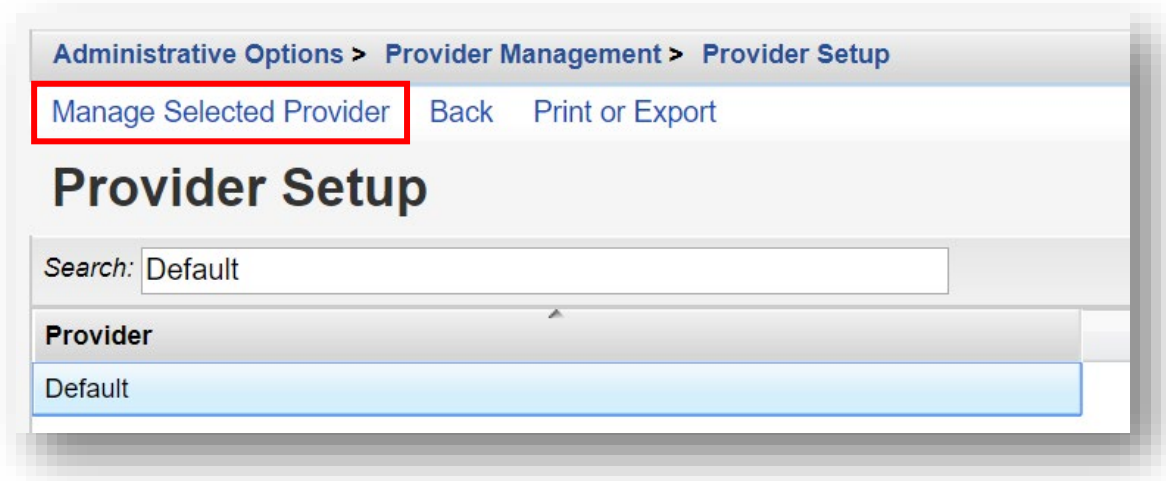 Administrative Options > Provider Management > Provider Setup
Manage Selected Provider Back Print or Export
Provider Setup
Search: Default
Provider
Default